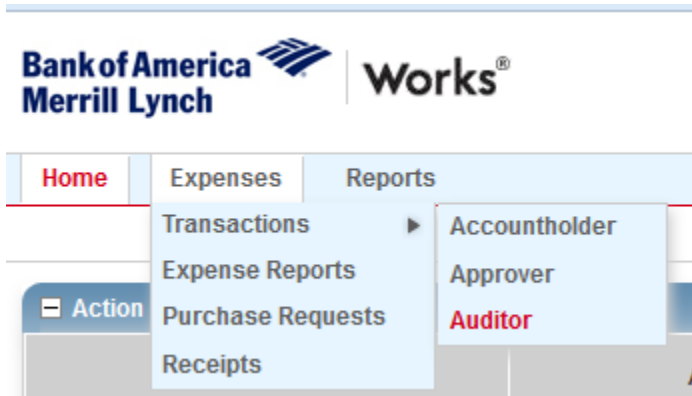 Bank of America
Merrill Lynch
Works®
Home Expenses Reports
Transactions Accountholder
Expense Reports Approver
Action
Purchase Requests Auditor
Receipts